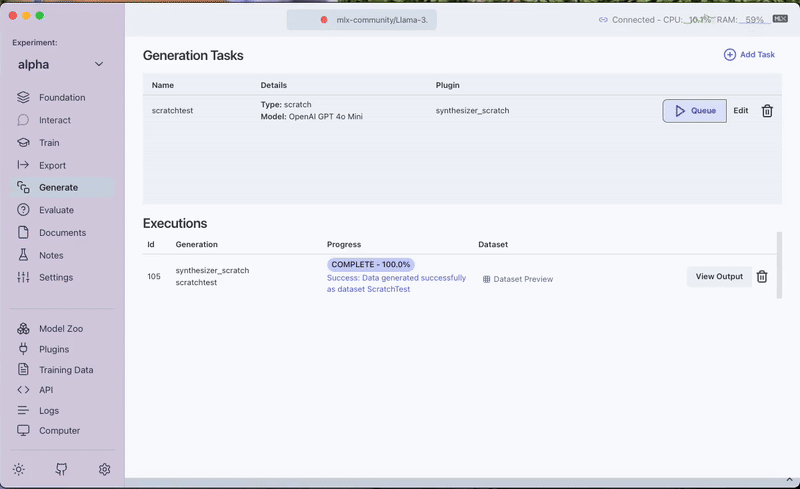 mlx-community/Llama-3.
Connected - CPU: 10.1% RAM: 59% MLX
Experiment:
alpha
Foundation
Interact
Train
Export
Generate
Evaluate
Documents
Notes
Settings
Model Zoo
Plugins
Training Data
API
Logs
Computer
Generation Tasks
Add Task
Name Details Plugin
scratchtest Type: scratch synthesizer_scratch Queue Edit
Model: OpenAI GPT 4o Mini
Executions
Id Generation Progress Dataset
COMPLETE - 100.0%
105 synthesizer_scratch Success: Data generated successfully Dataset Preview View Output
scratchtest as dataset ScratchTest